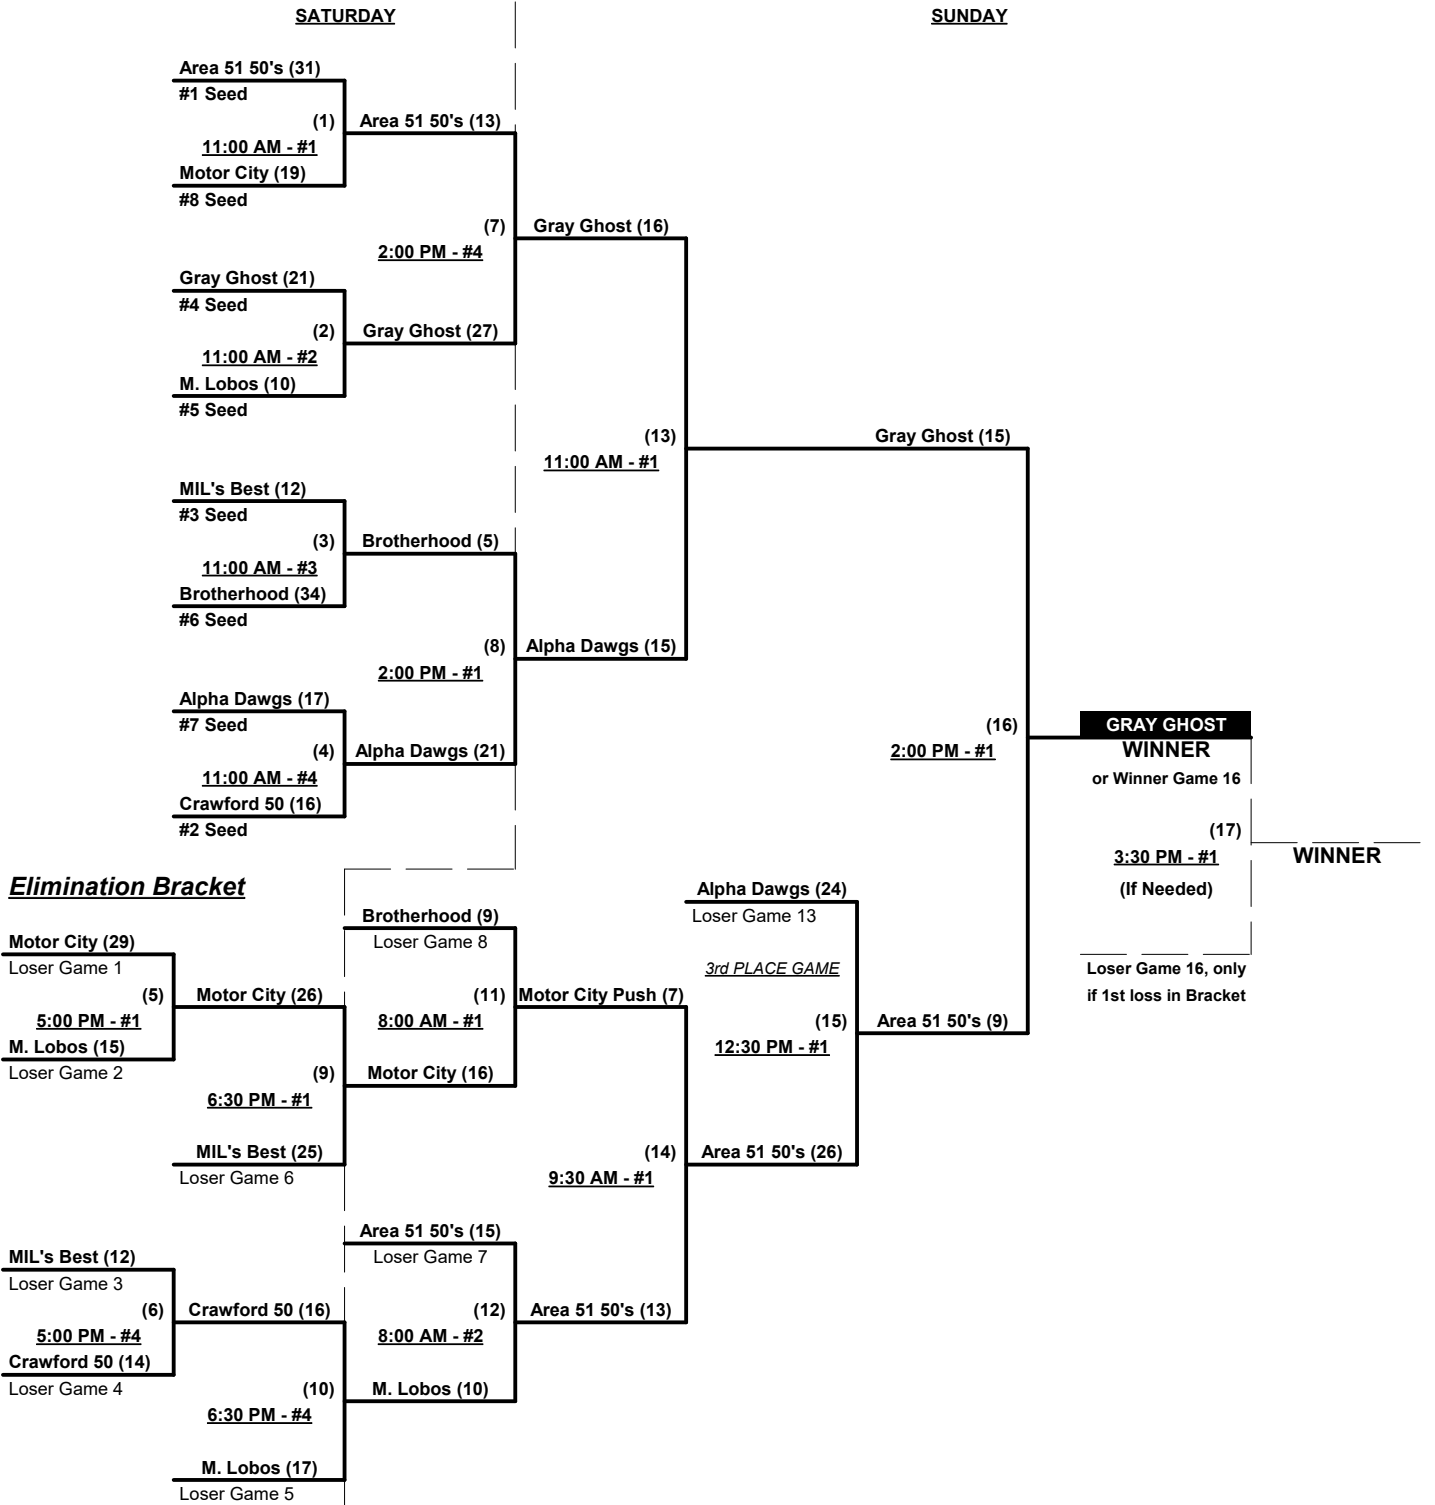 SATURDAY
SUNDAY
Area 51 50's (31)
#1 Seed
(1)
Area 51 50's (13)
11:00 AM - #1
Motor City (19)
#8 Seed
(7)
Gray Ghost (16)
2:00 PM - #4
Gray Ghost (21)
#4 Seed
(2)
Gray Ghost (27)
11:00 AM - #2
M. Lobos (10)
#5 Seed
(13)
Gray Ghost (15)
11:00 AM - #1
MIL's Best (12)
#3 Seed
(3)
Brotherhood (5)
11:00 AM - #3
Brotherhood (34)
#6 Seed
(8)
Alpha Dawgs (15)
2:00 PM - #1
Alpha Dawgs (17)
#7 Seed
(16)
GRAY GHOST
(4)
Alpha Dawgs (21)
2:00 PM - #1
WINNER
11:00 AM - #4
or Winner Game 16
Crawford 50 (16)
#2 Seed
(17)
3:30 PM - #1
WINNER
(If Needed)
Elimination Bracket
Alpha Dawgs (24)
Loser Game 13
Brotherhood (9)
Loser Game 8
Motor City (29)
Loser Game 1
3rd PLACE GAME
Loser Game 16, only
if 1st loss in Bracket
(5)
Motor City (26)
(11)
Motor City Push (7)
5:00 PM - #1
8:00 AM - #1
(15)
Area 51 50's (9)
M. Lobos (15)
12:30 PM - #1
Loser Game 2
(9)
Motor City (16)
6:30 PM - #1
MIL's Best (25)
Loser Game 6
(14)
Area 51 50's (26)
9:30 AM - #1
Area 51 50's (15)
Loser Game 7
MIL's Best (12)
Loser Game 3
(6)
Crawford 50 (16)
(12)
Area 51 50's (13)
5:00 PM - #4
8:00 AM - #2
Crawford 50 (14)
Loser Game 4
(10)
M. Lobos (10)
6:30 PM - #4
M. Lobos (17)
Loser Game 5